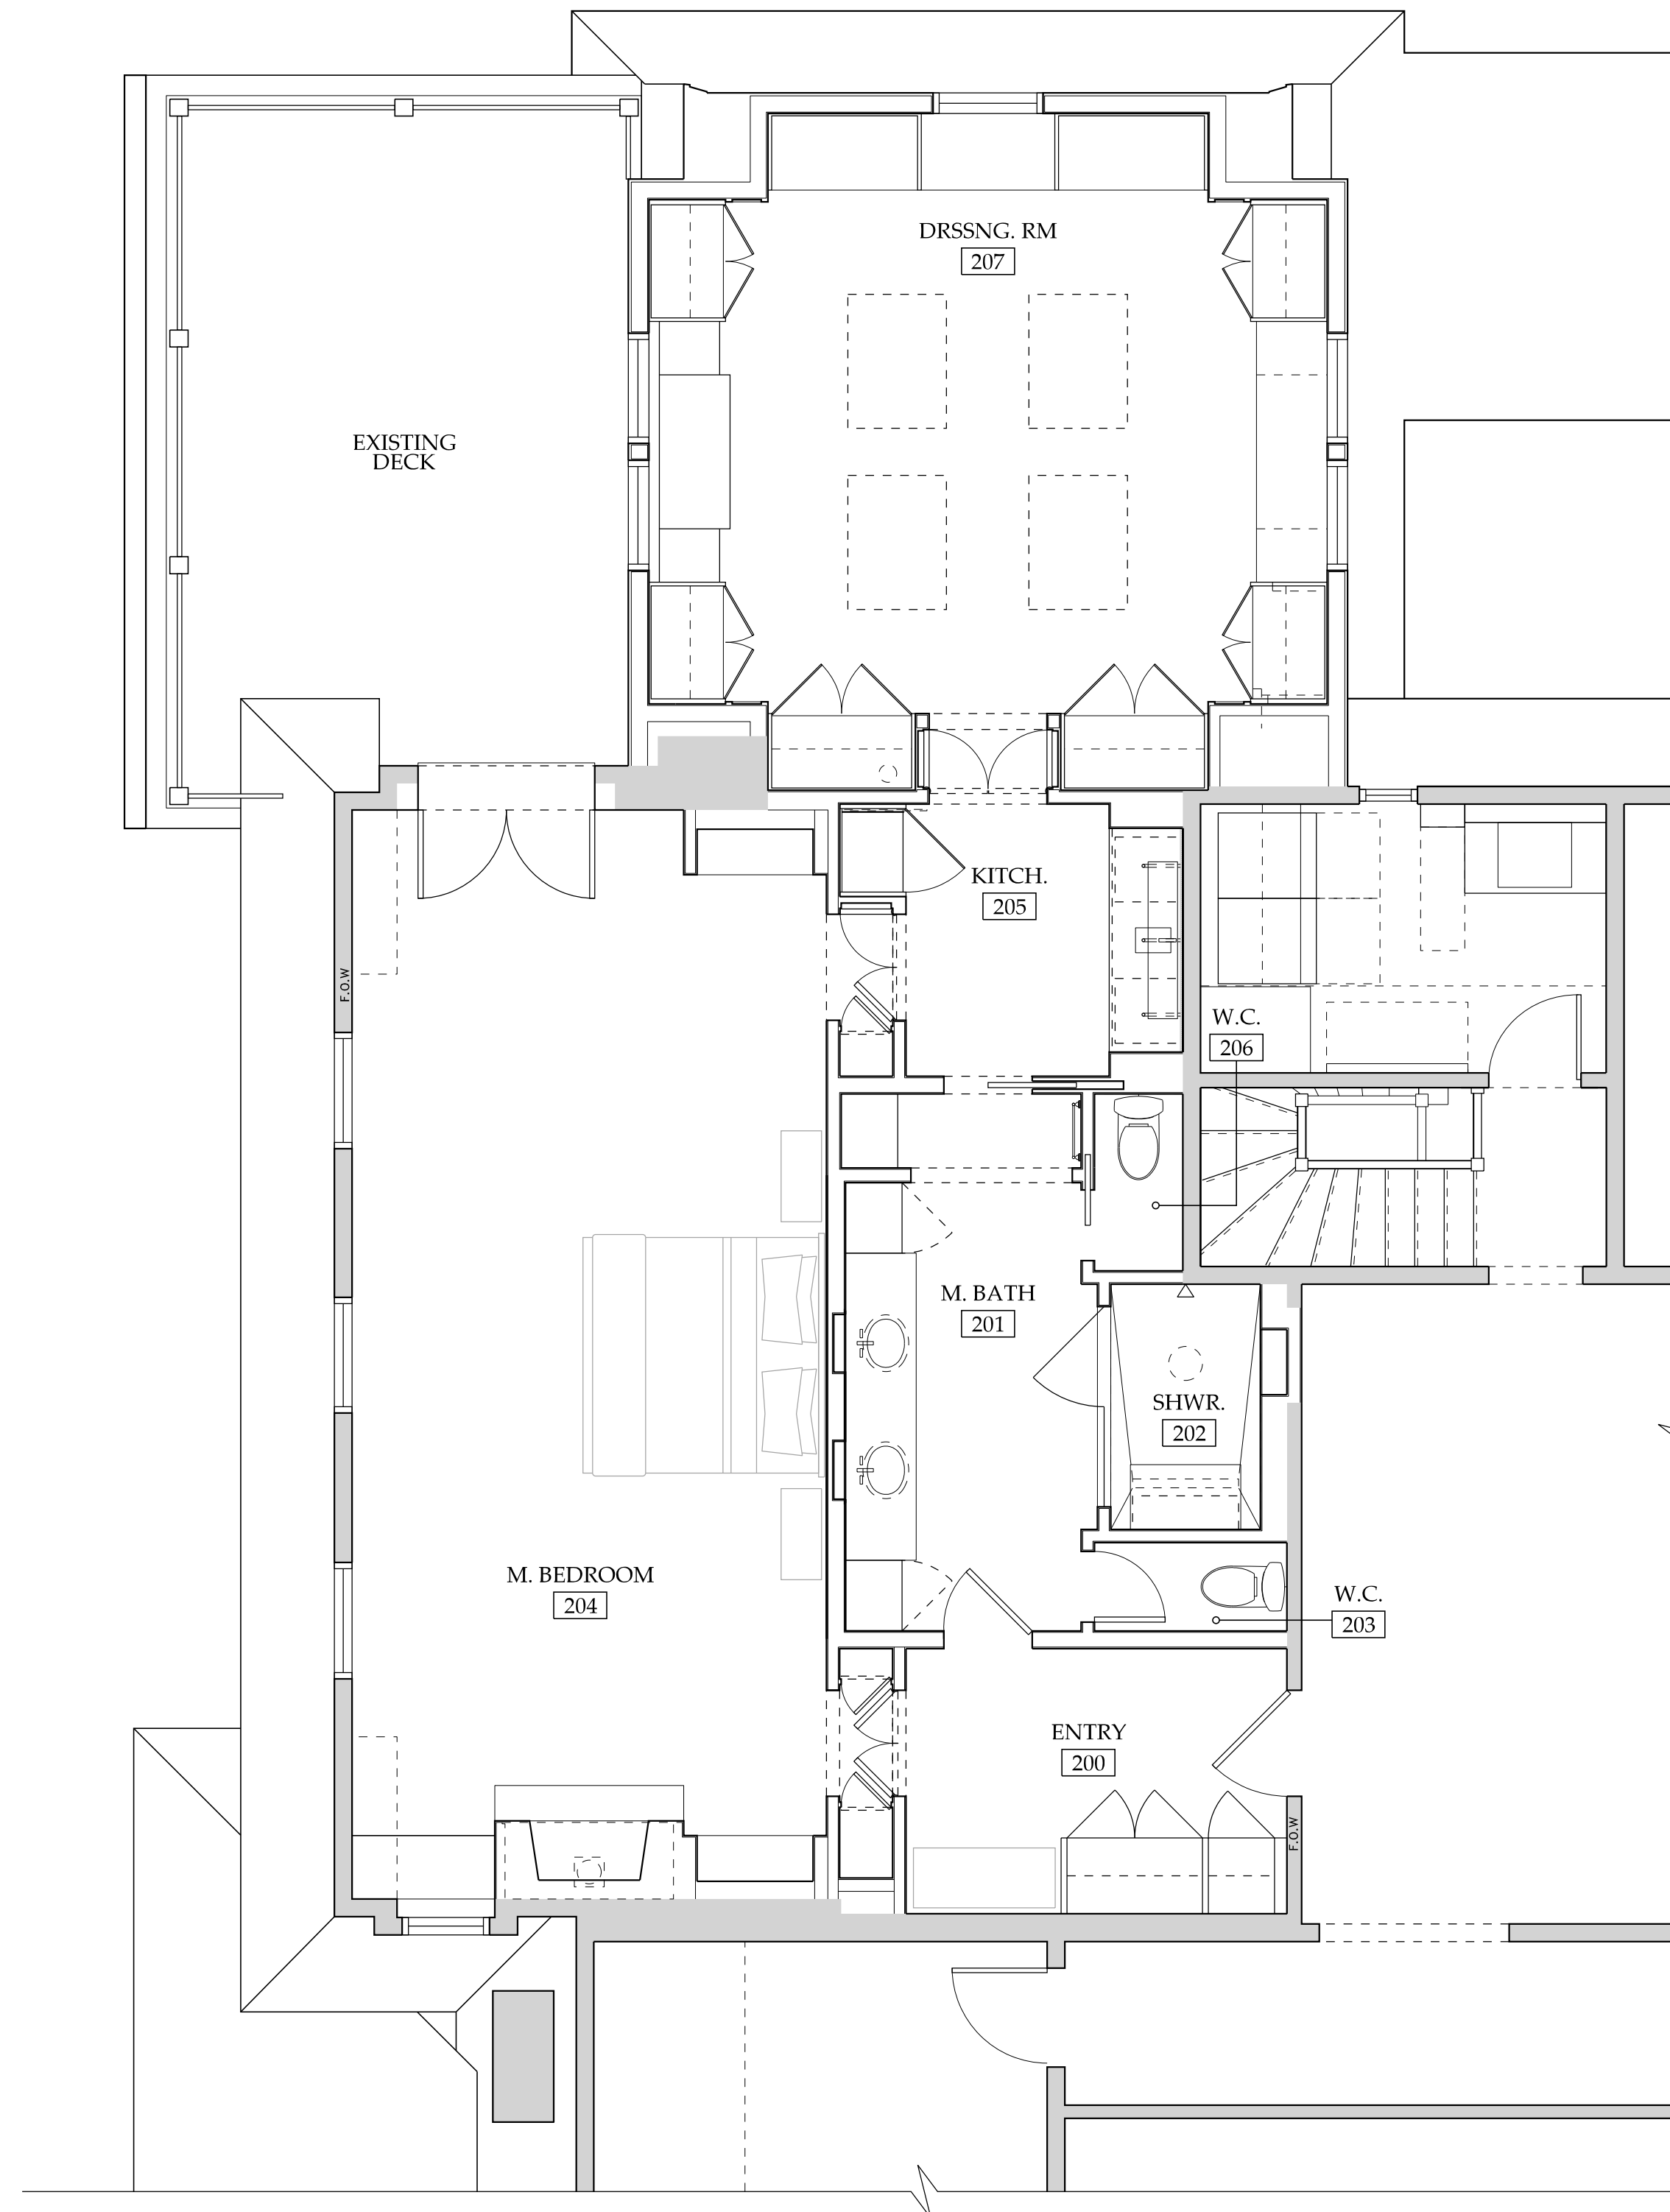 DRSSNG. RM
207
EXISTING
DECK
KITCH.
205
F.O.W
W.C.
206
M. BATH
201
SHWR.
202
M. BEDROOM
204
W.C.
203
ENTRY
200
F.O.W